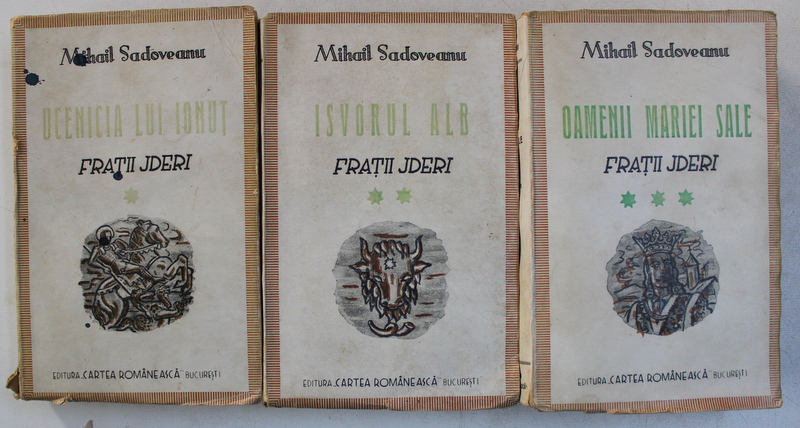 Mihail Sadoveanu
UCENICIA LUI IONUȚ
FRAȚII JDERI
EDITURA „CARTEA ROMÂNEASCĂ" BUCUREȘTI
Mihail Sadoveanu
ISVORUL ALB
FRAȚII JDERI
EDITURA „CARTEA ROMÂNEASCĂ" BUCUREȘTI
Mihail Sadoveanu
OAMENII MARIEI SALE
FRAȚII JDERI
EDITURA „CARTEA ROMÂNEASCĂ" BUCUREȘTI